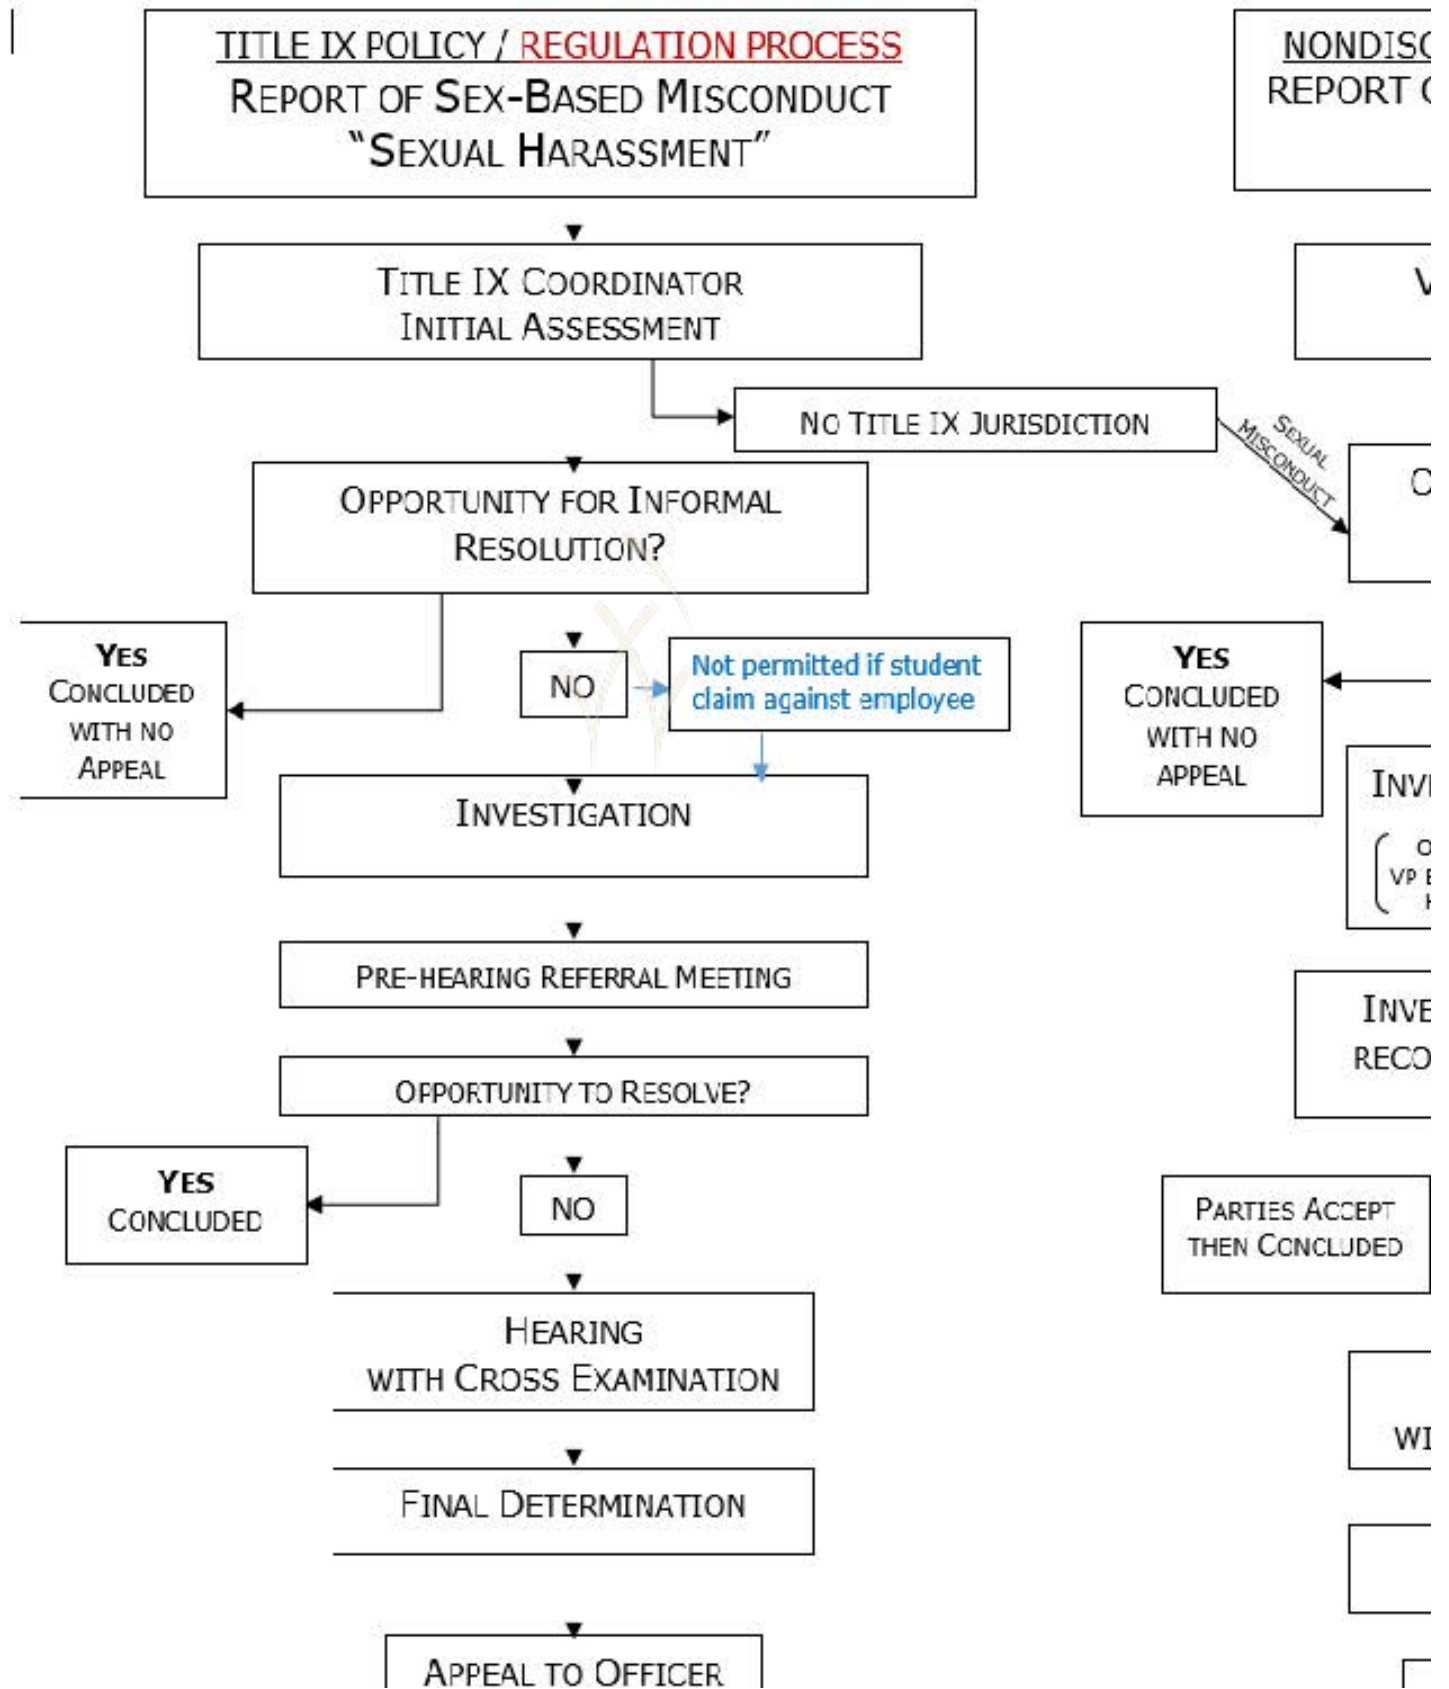 TITLE IX POLICY / REGULATION PROCESS
REPORT OF SEX-BASED MISCONDUCT
“SEXUAL HARASSMENT”
TITLE IX COORDINATOR
INITIAL ASSESSMENT
NO TITLE IX JURISDICTION
SEXUAL
MISCONDUCT
OPPORTUNITY FOR INFORMAL
RESOLUTION?
YES
CONCLUDED
WITH NO
APPEAL
NO
Not permitted if student
claim against employee
INVESTIGATION
PRE-HEARING REFERRAL MEETING
OPPORTUNITY TO RESOLVE?
YES
CONCLUDED
NO
HEARING
WITH CROSS EXAMINATION
FINAL DETERMINATION
APPEAL TO OFFICER
REPORT
YES
CONCLUDED
WITH NO
APPEAL
VP
PARTIES ACCEPT
THEN CONCLUDED